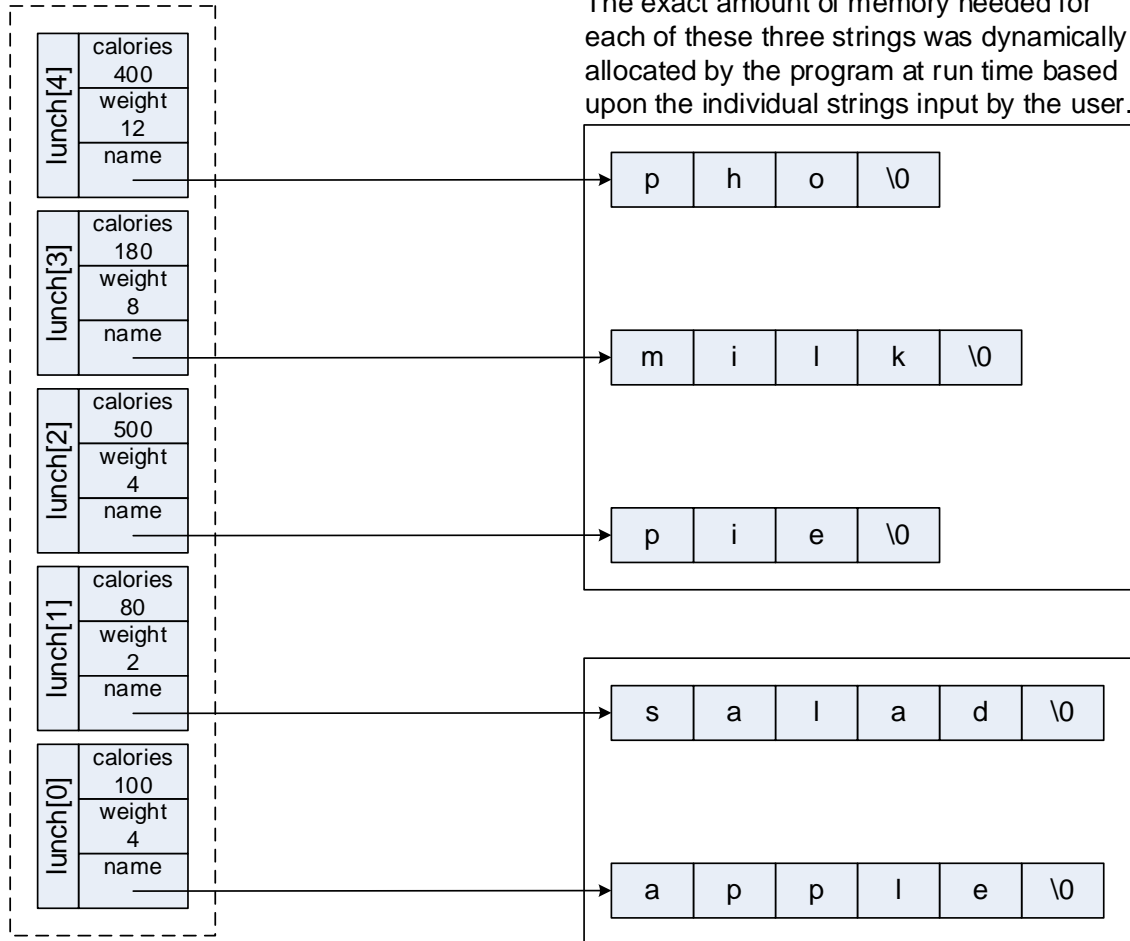 The exact amount of memory needed for
each of these three strings was dynamically
allocated by the program at run time based
upon the individual strings input by the user.
lunch[4]
calories
400
weight
12
name
p h o \0
lunch[3]
calories
180
weight
8
name
m i l k \0
lunch[2]
calories
500
weight
4
name
p i e \0
lunch[1]
calories
80
weight
2
name
s a l a d \0
lunch[0]
calories
100
weight
4
name
a p p l e \0